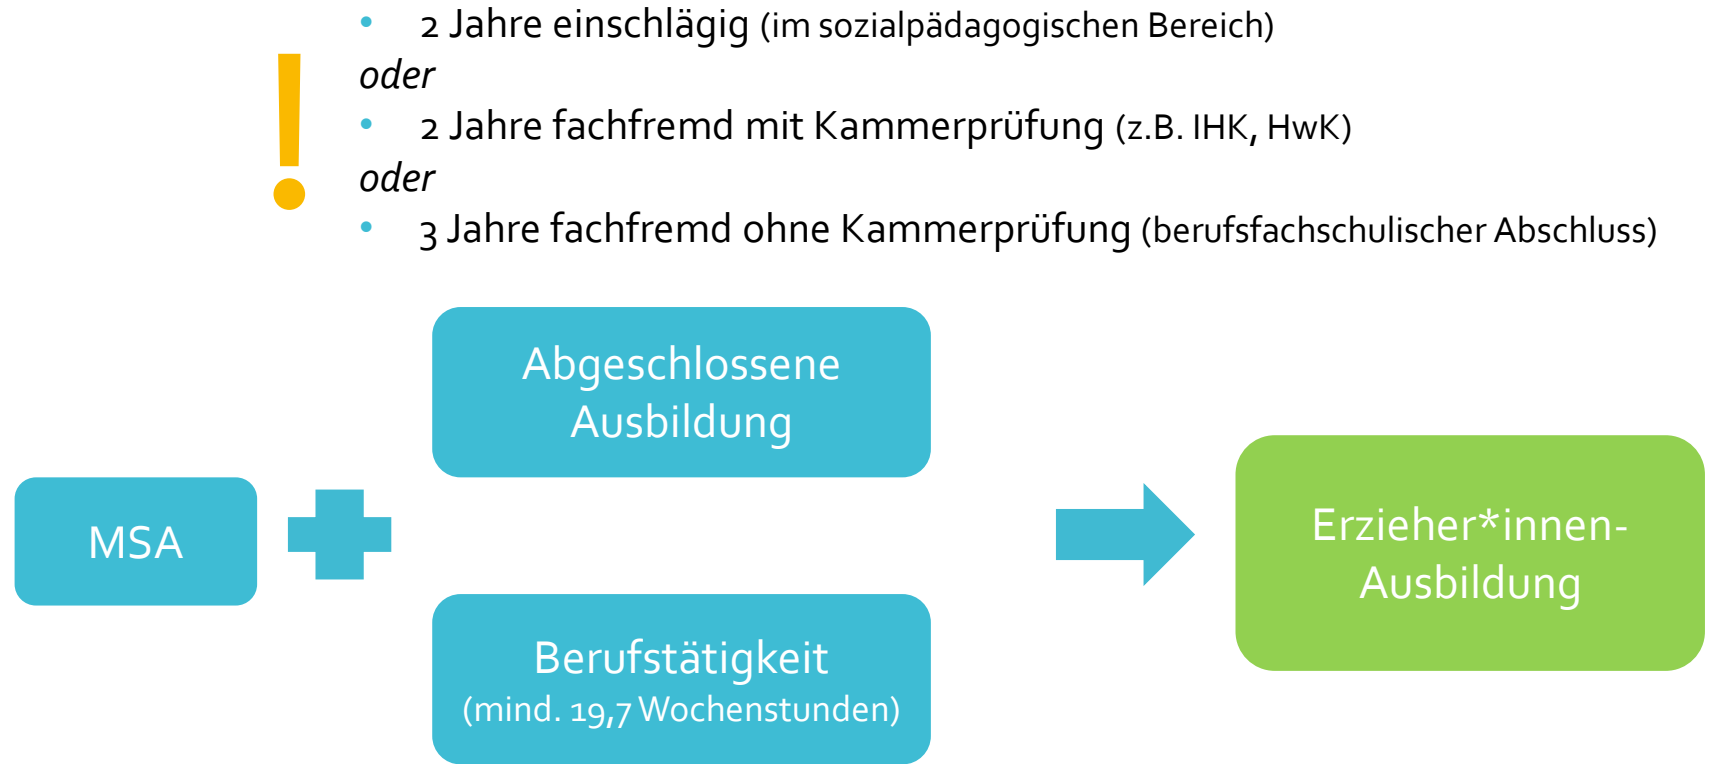 • 2 Jahre einschlägig (im sozialpädagogischen Bereich)
oder
• 2 Jahre fachfremd mit Kammerprüfung (z.B. IHK, HwK)
oder
• 3 Jahre fachfremd ohne Kammerprüfung (berufsfachschulischer Abschluss)
!
Abgeschlossene
Ausbildung
MSA
Berufstätigkeit
(mind. 19,7 Wochenstunden)
Erzieher*innen-
Ausbildung